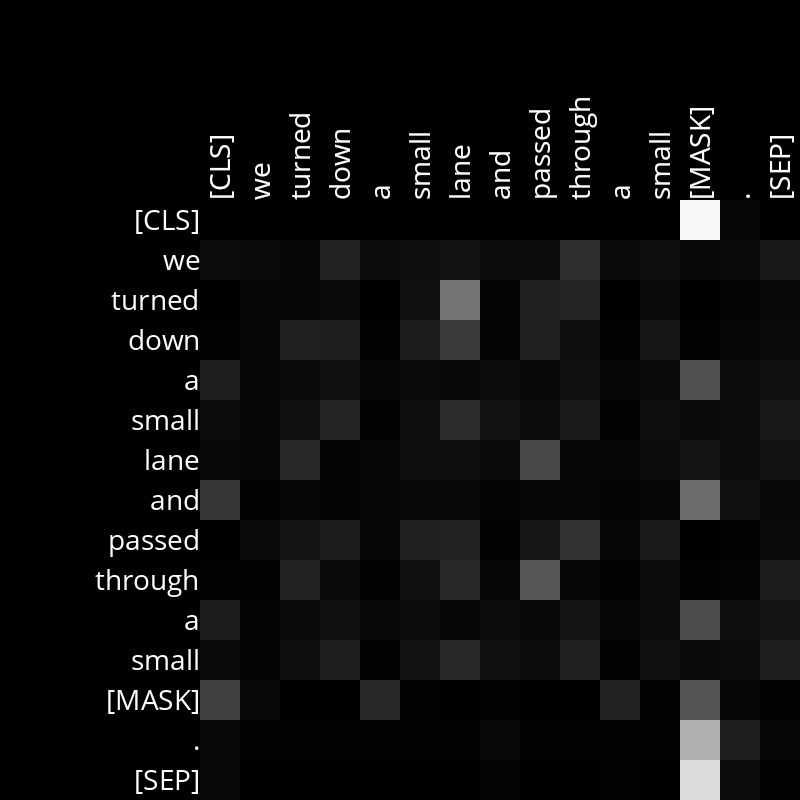 [CLS] we turned down a small lane and passed through a small [MASK] . [SEP]
[CLS]
we
turned
down
a
small
lane
and
passed
through
a
small
[MASK]
.
[SEP]